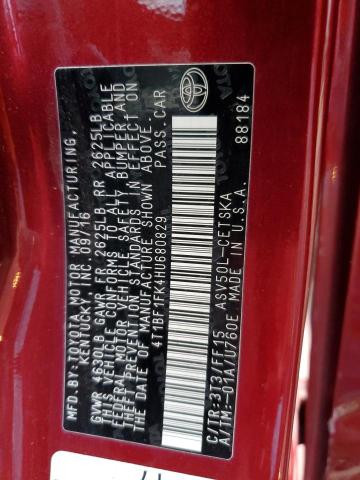 MFD. BY: TOYOTA MOTOR MANUFACTURING,
KENTUCKY, INC. 09/16
GVWR 4630LB GAWR FR 2625LB RR 2625LB
THIS VEHICLE CONFORMS TO ALL APPLICABLE
FEDERAL MOTOR VEHICLE SAFETY, BUMPER, AND
THEFT PREVENTION STANDARDS IN EFFECT ON
THE DATE OF MANUFACTURE SHOWN ABOVE.
4T1BF1FK4HU680829 PASS. CAR
C/TR:3T3/FF15 ASV50L-CETSKA
A/TM:-01A/U760E MADE IN U.S.A.
88184